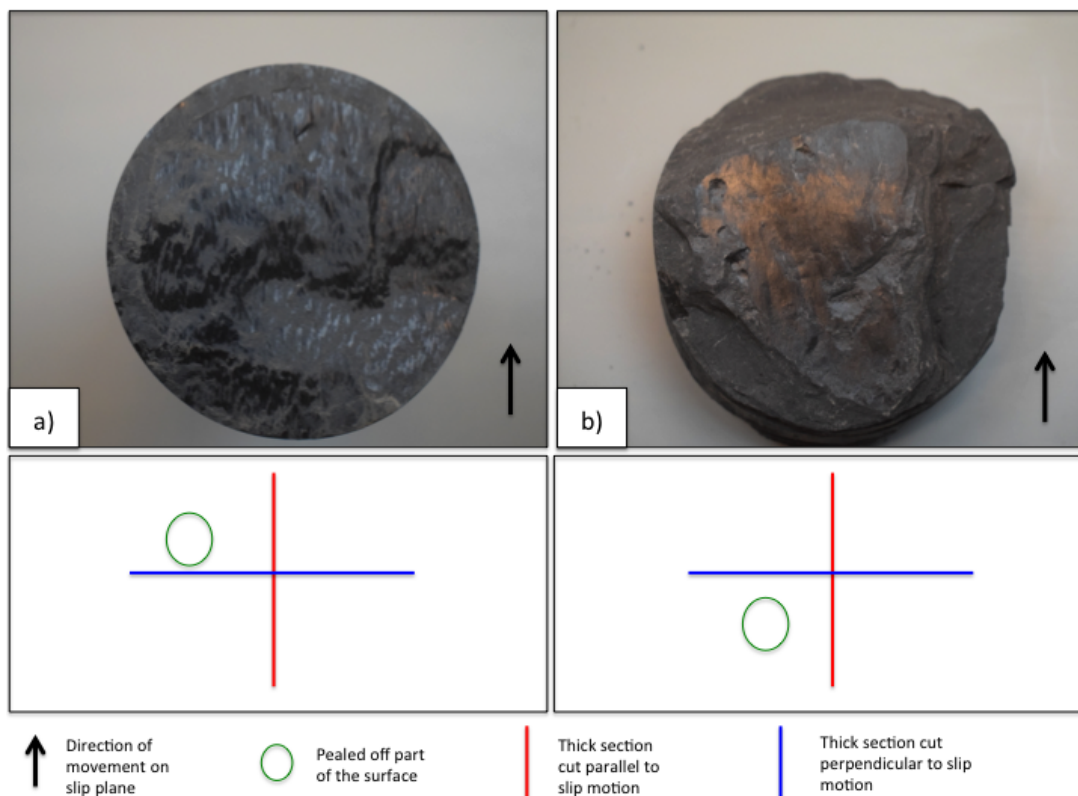 a)
b)
Direction of
movement on
slip plane
Pealed off part
of the surface
Thick section
cut parallel to
slip motion
Thick section cut
perpendicular to slip
motion